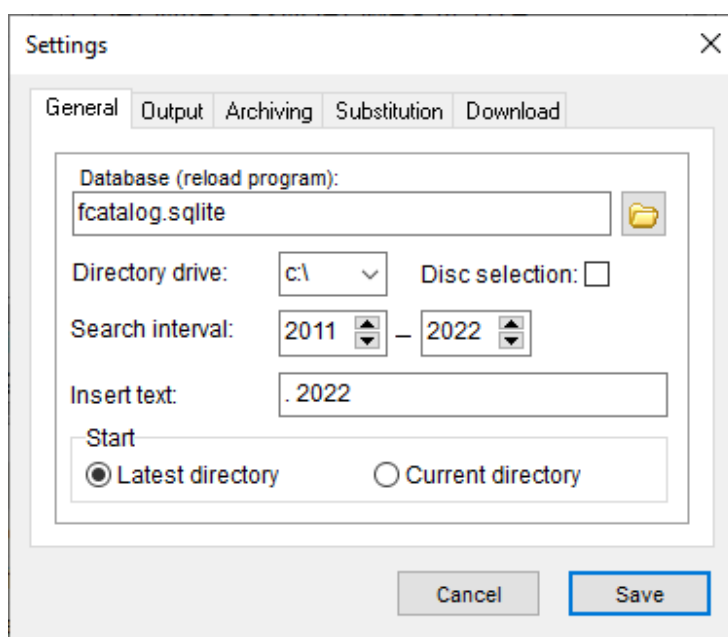 Settings
General Output Archiving Substitution Download
Database (reload program):
fcatalog.sqlite
Directory drive: c:\ Disc selection:
Search interval: 2011 – 2022
Insert text: . 2022
Start
Latest directory Current directory
Cancel Save